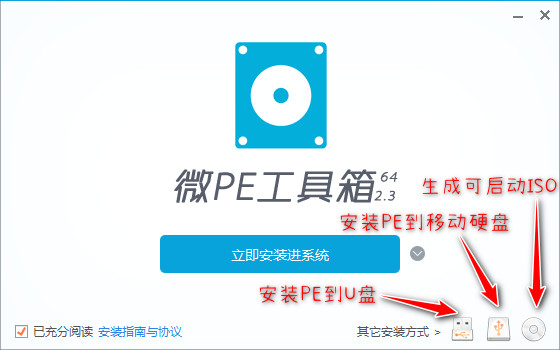 微PE工具箱 64
2.3
生成可启动ISO
安装PE到移动硬盘
立即安装进系统
安装PE到U盘
已充分阅读 安装指南与协议
其它安装方式 >